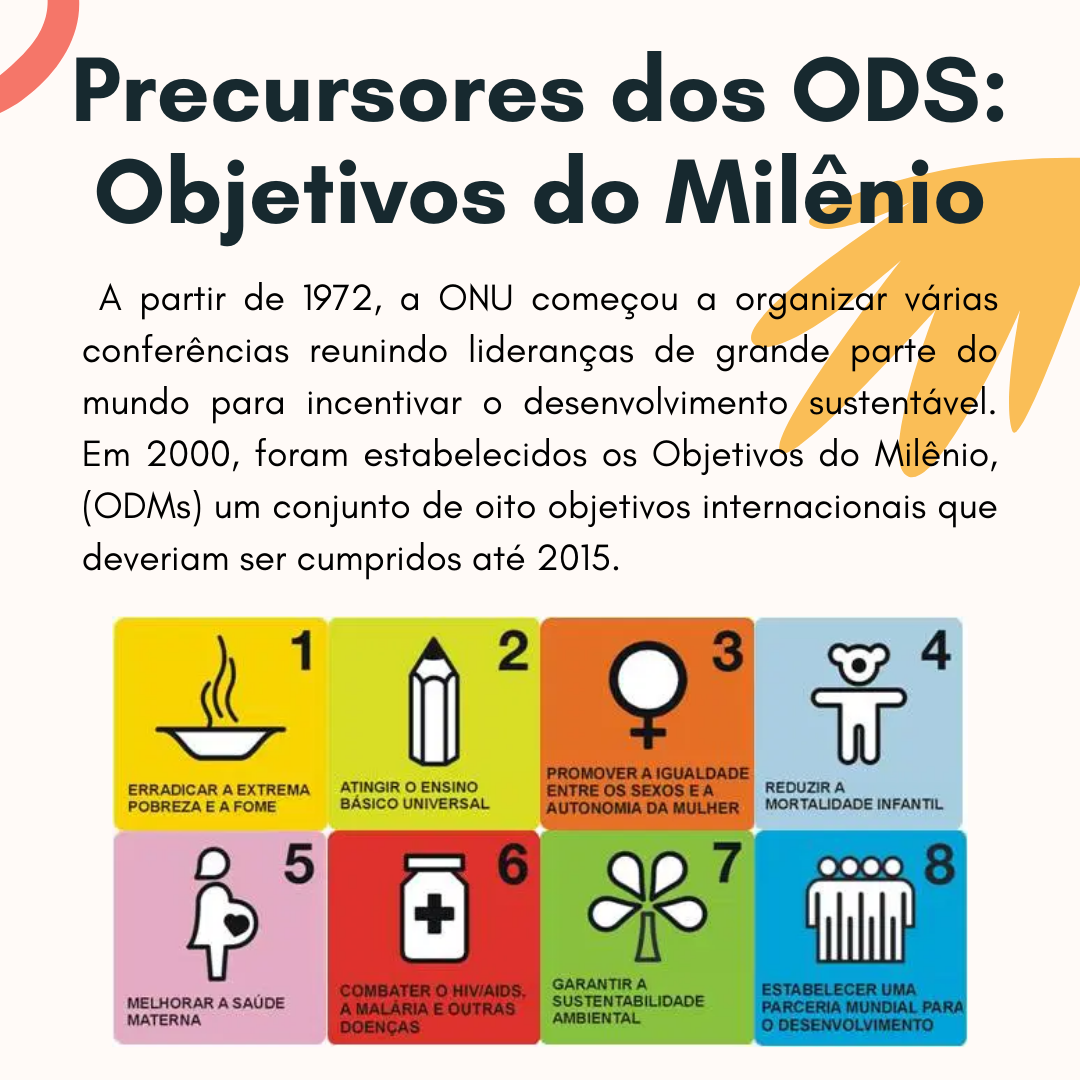 Precursores dos ODS:
Objetivos do Milênio
A partir de 1972, a ONU começou a organizar várias
conferências reunindo lideranças de grande parte do
mundo para incentivar o desenvolvimento sustentável.
Em 2000, foram estabelecidos os Objetivos do Milênio,
(ODMs) um conjunto de oito objetivos internacionais que
deveriam ser cumpridos até 2015.
1
ERRADICAR A EXTREMA
POBREZA E A FOME
2
ATINGIR O ENSINO
BÁSICO UNIVERSAL
3
PROMOVER A IGUALDADE
ENTRE OS SEXOS E A
AUTONOMIA DA MULHER
4
REDUZIR A
MORTALIDADE INFANTIL
5
MELHORAR A SAÚDE
MATERNA
6
COMBATER O HIV/AIDS,
A MALÁRIA E OUTRAS
DOENÇAS
7
GARANTIR A
SUSTENTABILIDADE
AMBIENTAL
8
ESTABELECER UMA
PARCERIA MUNDIAL PARA
O DESENVOLVIMENTO